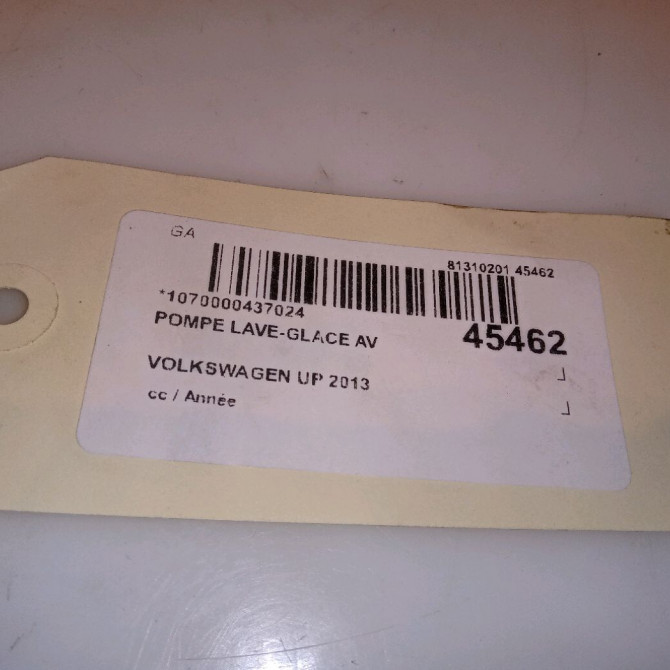 GA
81310201 45462
*1070000437024
POMPE LAVE-GLACE AV
45462
VOLKSWAGEN UP 2013
cc / Année